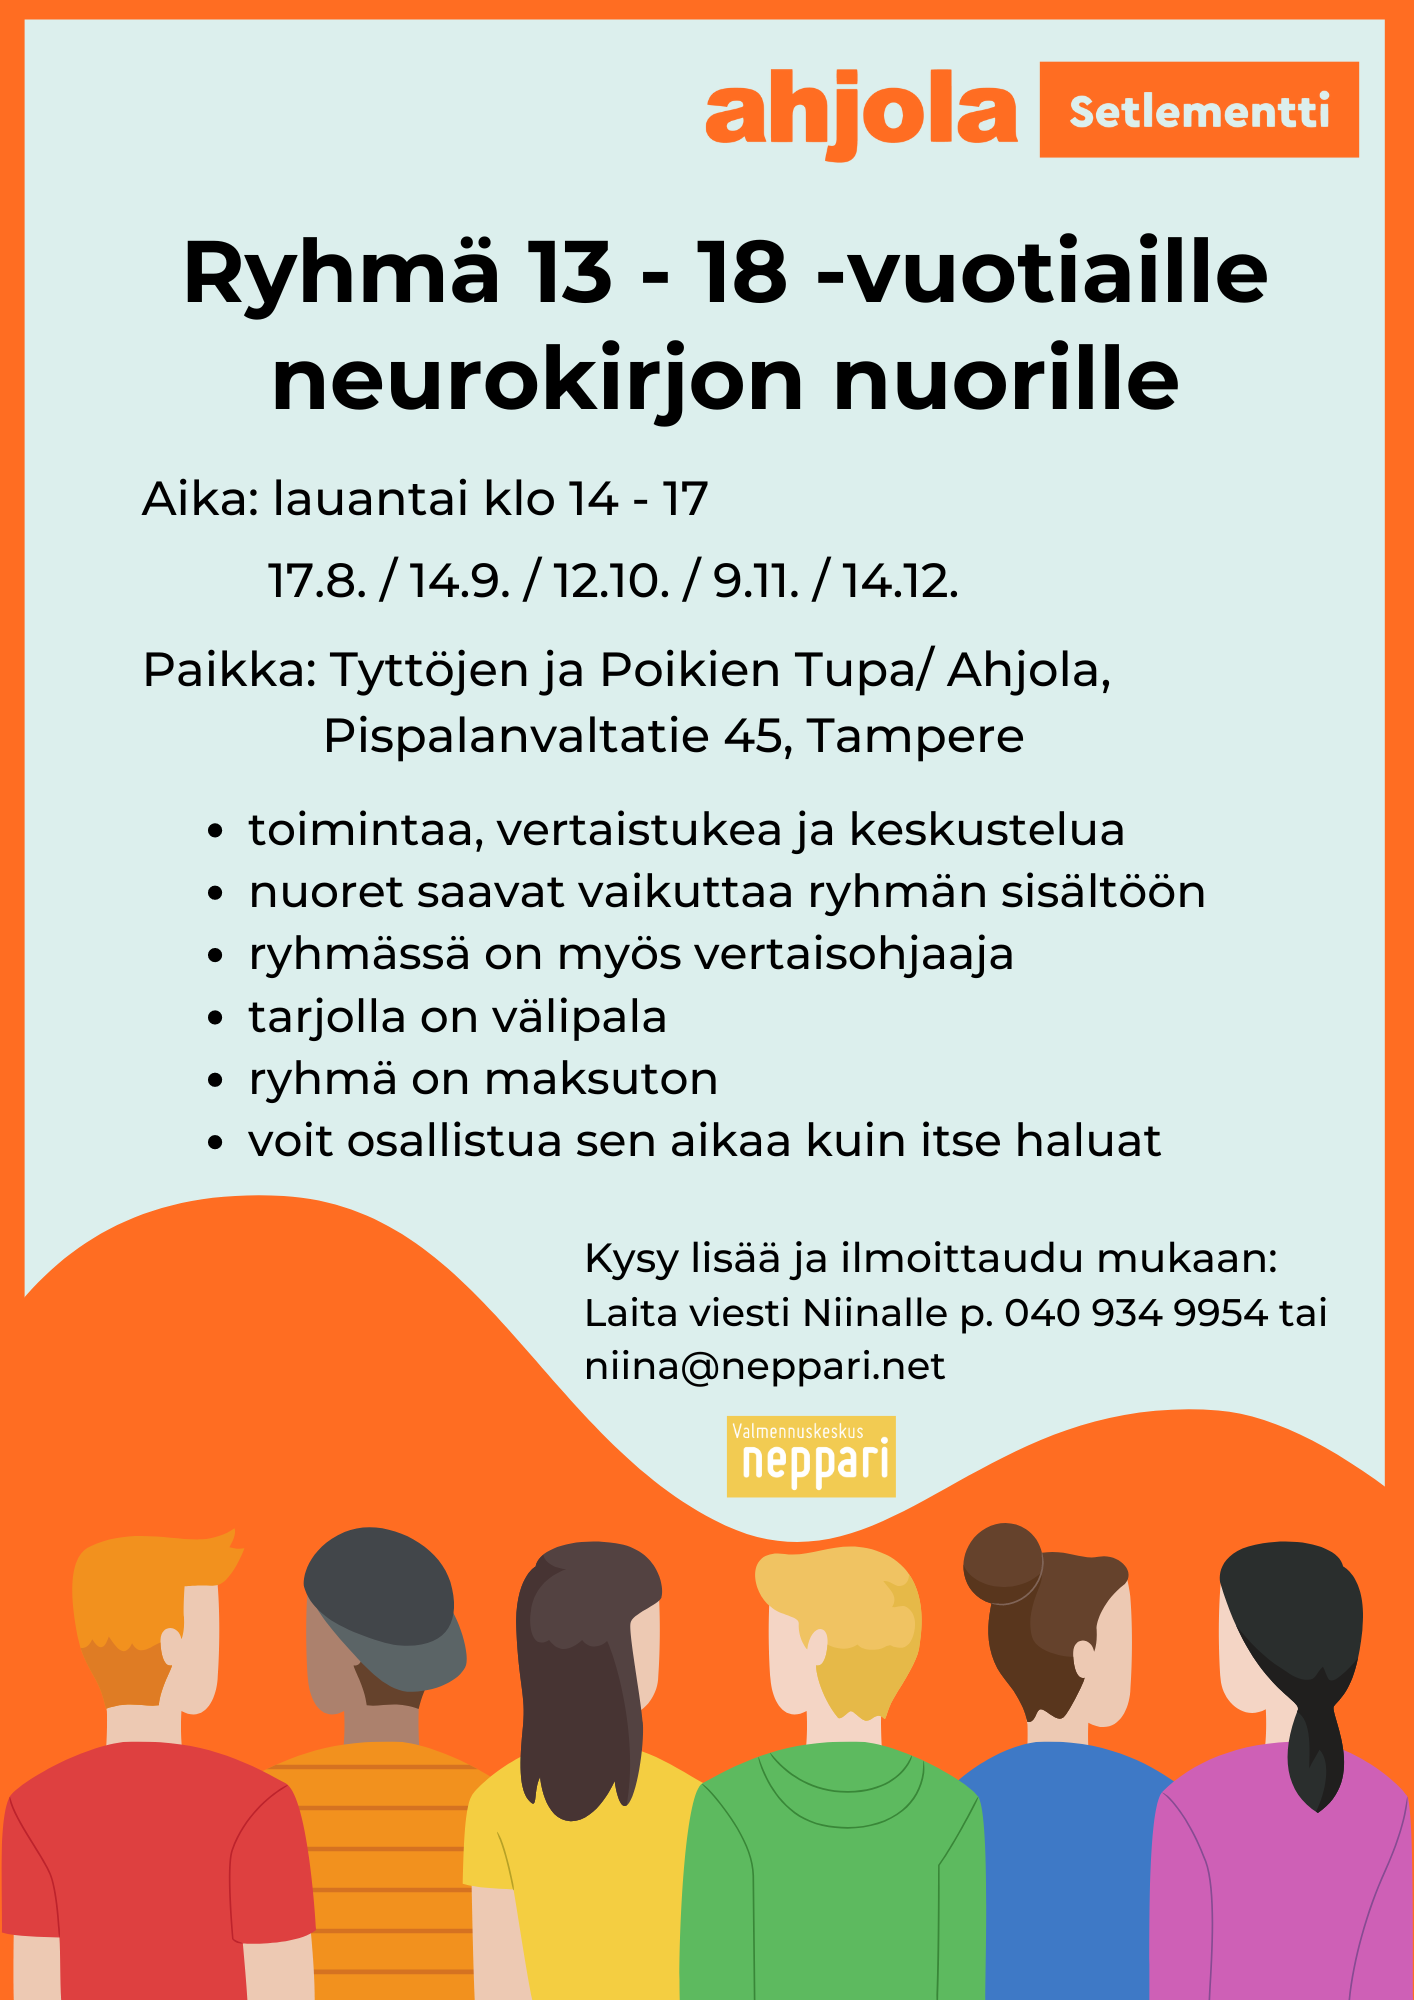 ahjola Setlementti
Ryhmä 13 - 18 -vuotiaille
neurokirjon nuorille
Aika: lauantai klo 14 - 17
17.8. / 14.9. / 12.10. / 9.11. / 14.12.
Paikka: Tyttöjen ja Poikien Tupa/ Ahjola,
Pispalanvaltatie 45, Tampere
• toimintaa, vertaistukea ja keskustelua
• nuoret saavat vaikuttaa ryhmän sisältöön
• ryhmässä on myös vertaisohjaaja
• tarjolla on välipala
• ryhmä on maksuton
• voit osallistua sen aikaa kuin itse haluat
Kysy lisää ja ilmoittaudu mukaan:
Laita viesti Niinalle p. 040 934 9954 tai
niina@neppari.net
Valmennuskeskus
neppari